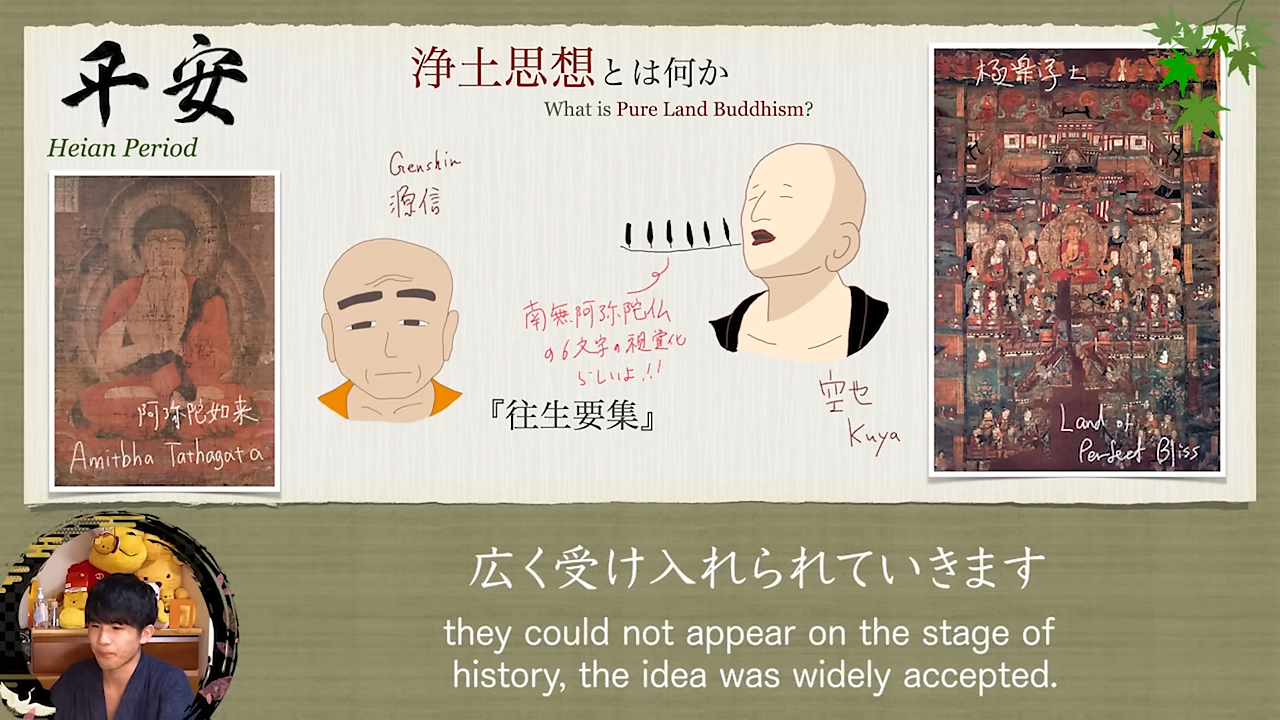 平安
Heian Period
浄土思想とは何か
What is Pure Land Buddhism?
Genshin
源信
南無阿弥陀仏
の6文字の視覚化
らしいよ!!
『往生要集』
空也
Kuya
阿弥陀如来
Amitbha Tathagata
極楽浄土
Land of
Perfect Bliss
広く受け入れられていきます
they could not appear on the stage of
history, the idea was widely accepted.